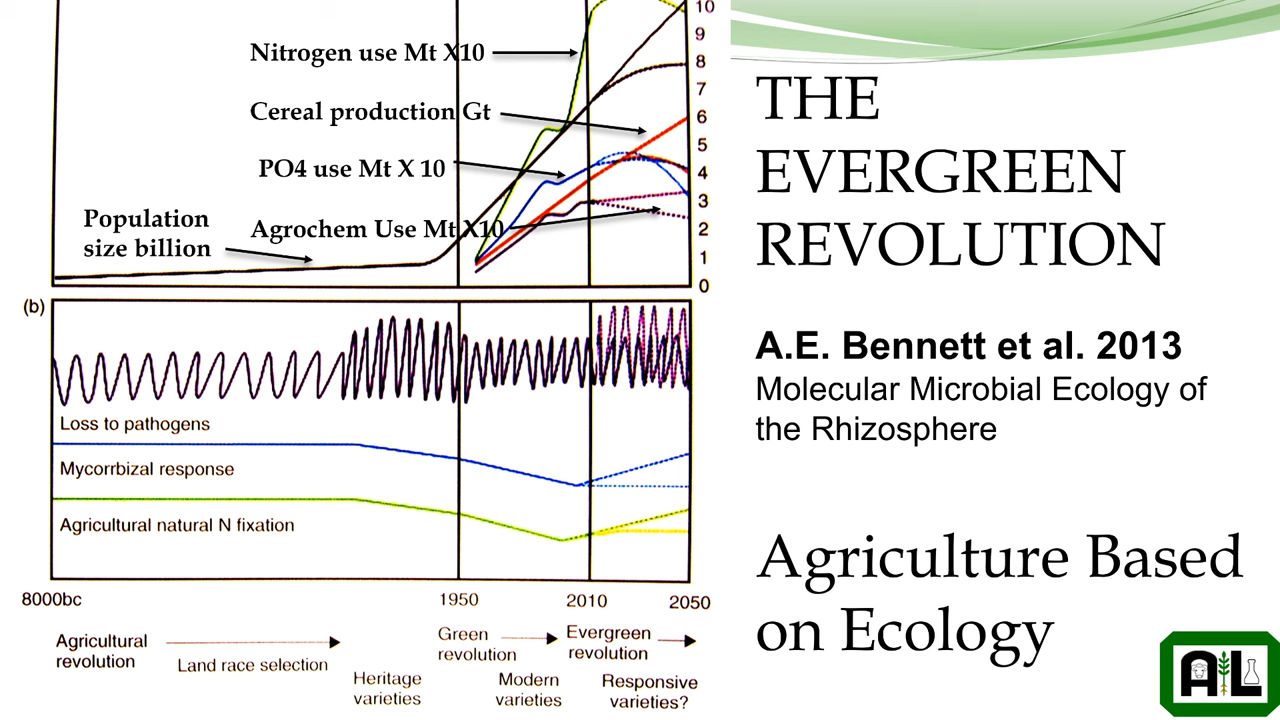 10
9
8
7
6
5
4
3
2
1
0
Nitrogen use Mt X10
Cereal production Gt
PO4 use Mt X 10
Agrochem Use Mt X10
Population
size billion
(b)
Loss to pathogens
Mycorrbizal response
Agricultural natural N fixation
8000bc
1950
2010
2050
Agricultural
revolution
Land race selection
Heritage
varieties
Green
revolution
Modern
varieties
Evergreen
revolution
Responsive
varieties?
THE
EVERGREEN
REVOLUTION
A.E. Bennett et al. 2013
Molecular Microbial Ecology of
the Rhizosphere
Agriculture Based
on Ecology
AL